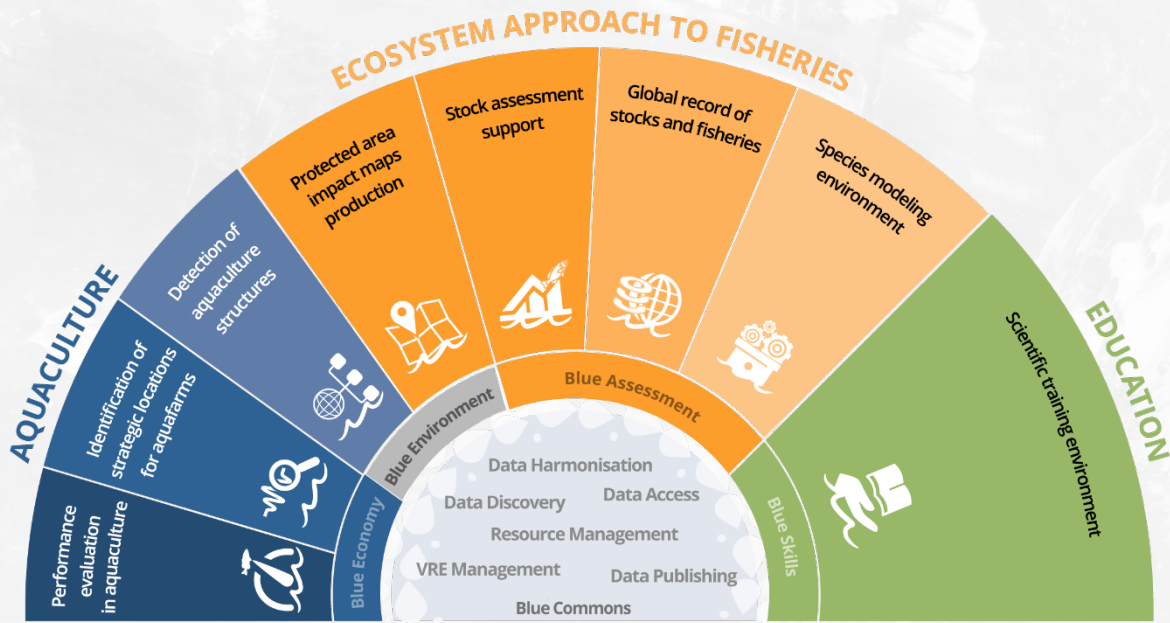 ECOSYSTEM APPROACH TO FISHERIES
AQUACULTURE
EDUCATION
Performance
evaluation
in aquaculture
Identification of
strategic locations
for aquafarms
Detection of
aquaculture
structures
Protected area
impact maps
production
Stock assessment
support
Global record of
stocks and fisheries
Species modeling
environment
Scientific training environment
Blue Economy
Blue Environment
Blue Assessment
Blue Skills
Data Harmonisation
Data Discovery
Data Access
Resource Management
VRE Management
Data Publishing
Blue Commons